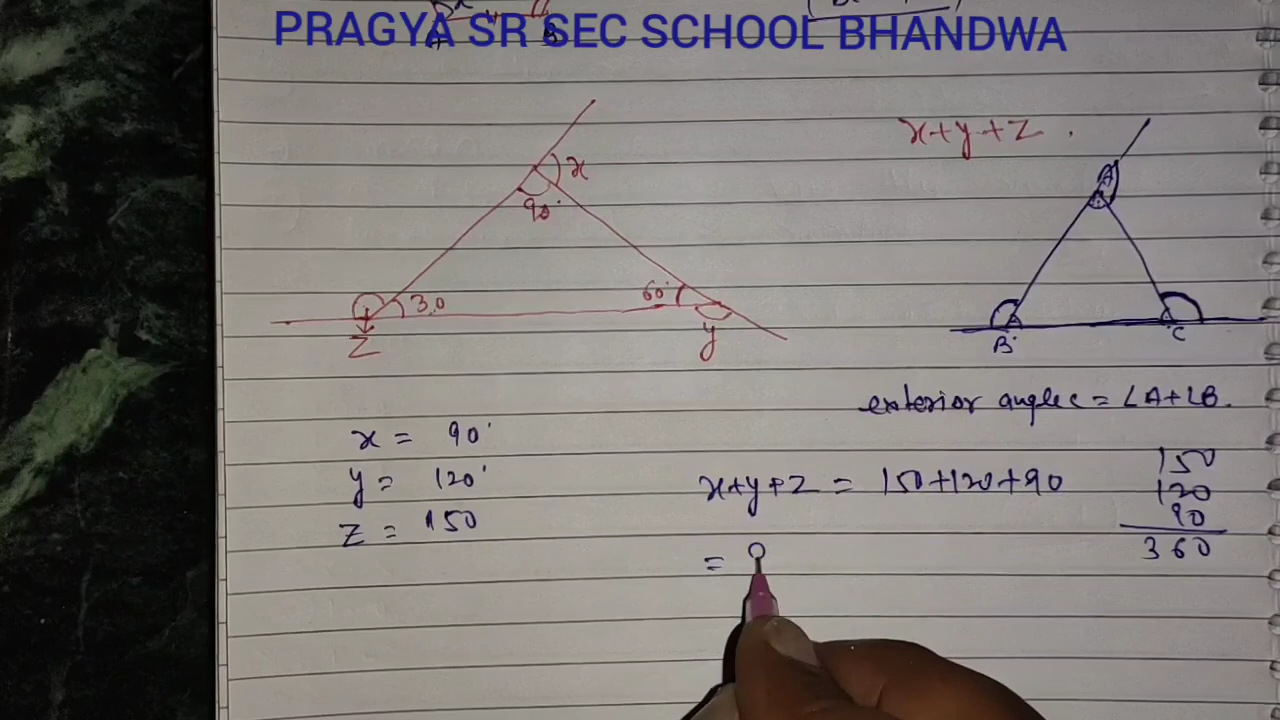 PRAGYA SR SEC SCHOOL BHANDWA
x+y+z
x
90°
30
60°
y
z
A
B
C
exterior angle c = ∠A+∠B.
x = 90°
y = 120°
z = 150
x+y+z = 150+120+90
=
150
120
90
360